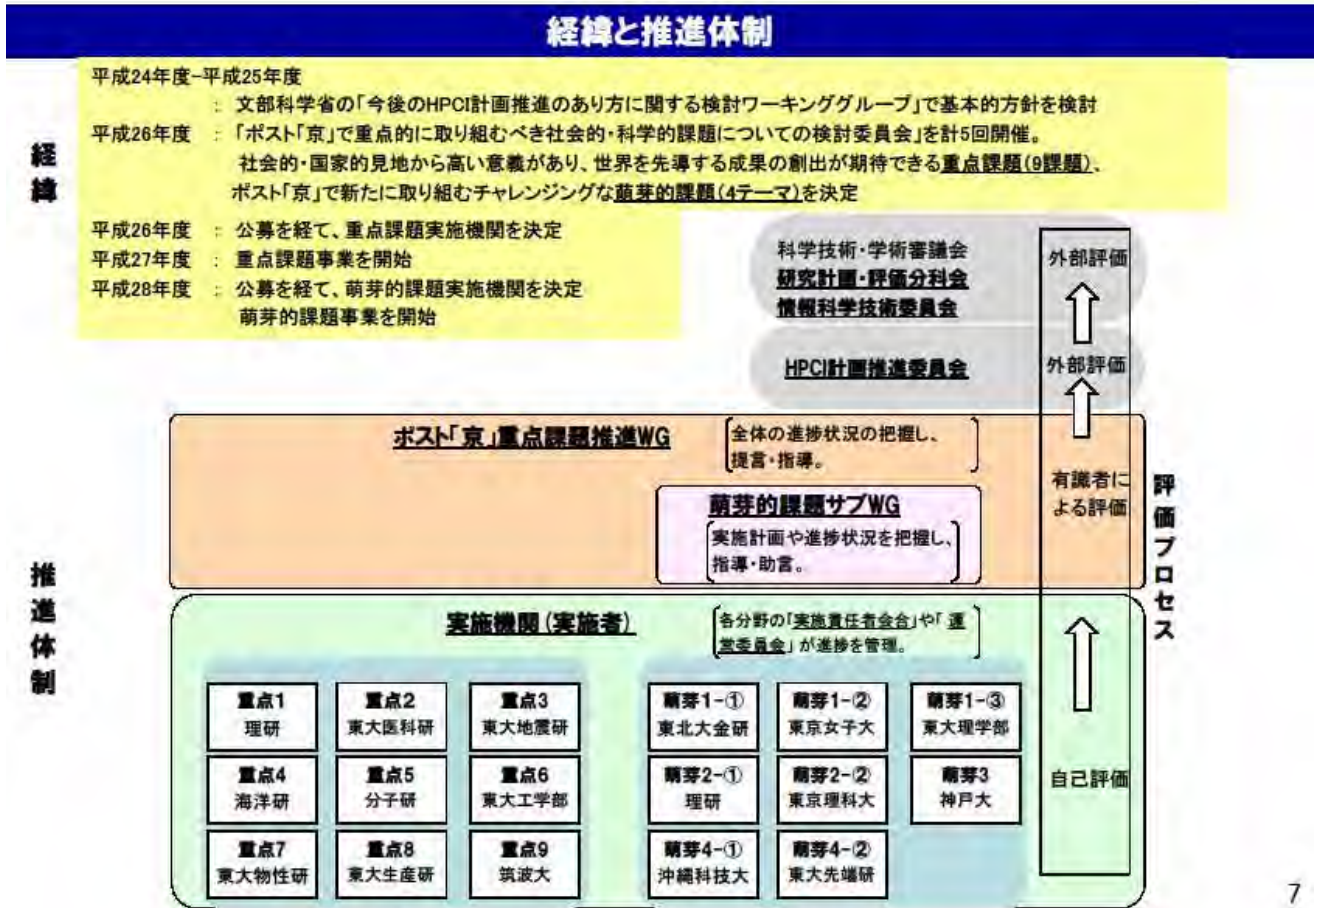 経緯と推進体制
経緯
平成24年度-平成25年度
： 文部科学省の「今後のHPCI計画推進のあり方に関する検討ワーキンググループ」で基本的方針を検討
平成26年度 ： 「ポスト「京」で重点的に取り組むべき社会的・科学的課題についての検討委員会」を計5回開催。
社会的・国家的見地から高い意義があり、世界を先導する成果の創出が期待できる重点課題(9課題)、
ポスト「京」で新たに取り組むチャレンジングな萌芽的課題(4テーマ)を決定
平成26年度 ： 公募を経て、重点課題実施機関を決定
平成27年度 ： 重点課題事業を開始
平成28年度 ： 公募を経て、萌芽的課題実施機関を決定
萌芽的課題事業を開始
科学技術・学術審議会
研究計画・評価分科会
情報科学技術委員会
外部評価
HPCI計画推進委員会
外部評価
推進体制
ポスト「京」重点課題推進WG
全体の進捗状況の把握し、
提言・指導。
萌芽的課題サブWG
実施計画や進捗状況を把握し、
指導・助言。
有識者に
よる評価
評価プロセス
実施機関(実施者)
各分野の「実施責任者会合」や「運
営委員会」が進捗を管理。
重点1
理研
重点2
東大医科研
重点3
東大地震研
重点4
海洋研
重点5
分子研
重点6
東大工学部
重点7
東大物性研
重点8
東大生産研
重点9
筑波大
萌芽1-①
東北大金研
萌芽1-②
東京女子大
萌芽1-③
東大理学部
萌芽2-①
理研
萌芽2-②
東京理科大
萌芽3
神戸大
萌芽4-①
沖縄科技大
萌芽4-②
東大先端研
自己評価
7